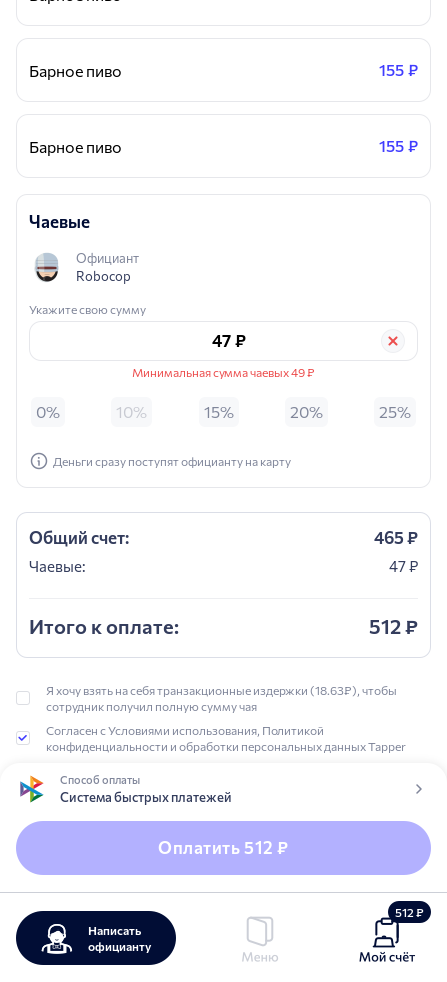 Барное пиво
155 ₽
Барное пиво
155 ₽
Чаевые
Официант
Robocop
Укажите свою сумму
47 ₽
Минимальная сумма чаевых 49 ₽
0% 10% 15% 20% 25%
Деньги сразу поступят официанту на карту
Общий счет: 465 ₽
Чаевые: 47 ₽
Итого к оплате: 512 ₽
Я хочу взять на себя транзакционные издержки (18.63₽), чтобы
сотрудник получил полную сумму чая
Согласен с Условиями использования, Политикой
конфиденциальности и обработки персональных данных Tapper
Способ оплаты
Система быстрых платежей
Оплатить 512 ₽
Написать
официанту
Меню
512 ₽
Мой счёт